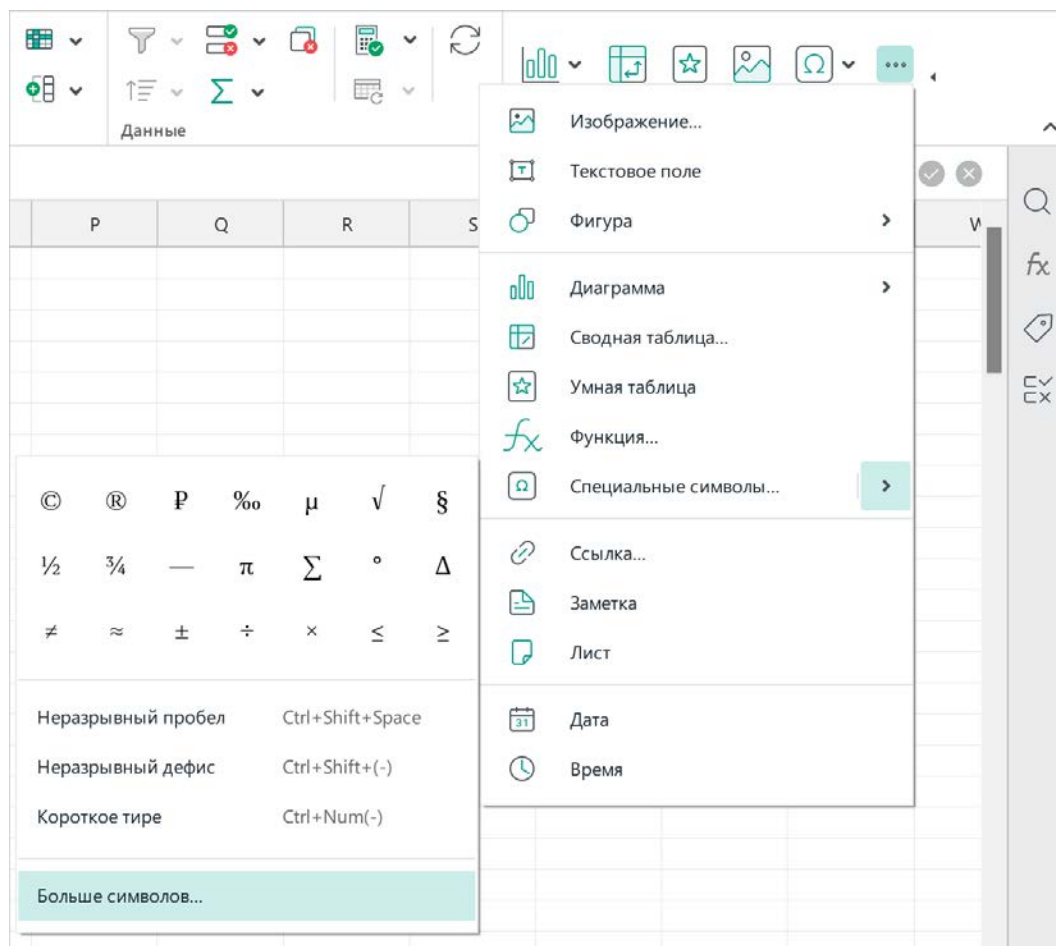 Данные
P Q R S W
Изображение...
Текстовое поле
Фигура
Диаграмма
Сводная таблица...
Умная таблица
Функция...
Специальные символы...
Ссылка...
Заметка
Лист
31 Дата
Время
© ® ₽ ‰ µ √ §
½ ¾ — π ∑ ° Δ
≠ ≈ ± ÷ × ≤ ≥
Неразрывный пробел Ctrl+Shift+Space
Неразрывный дефис Ctrl+Shift+(-)
Короткое тире Ctrl+Num(-)
Больше символов...